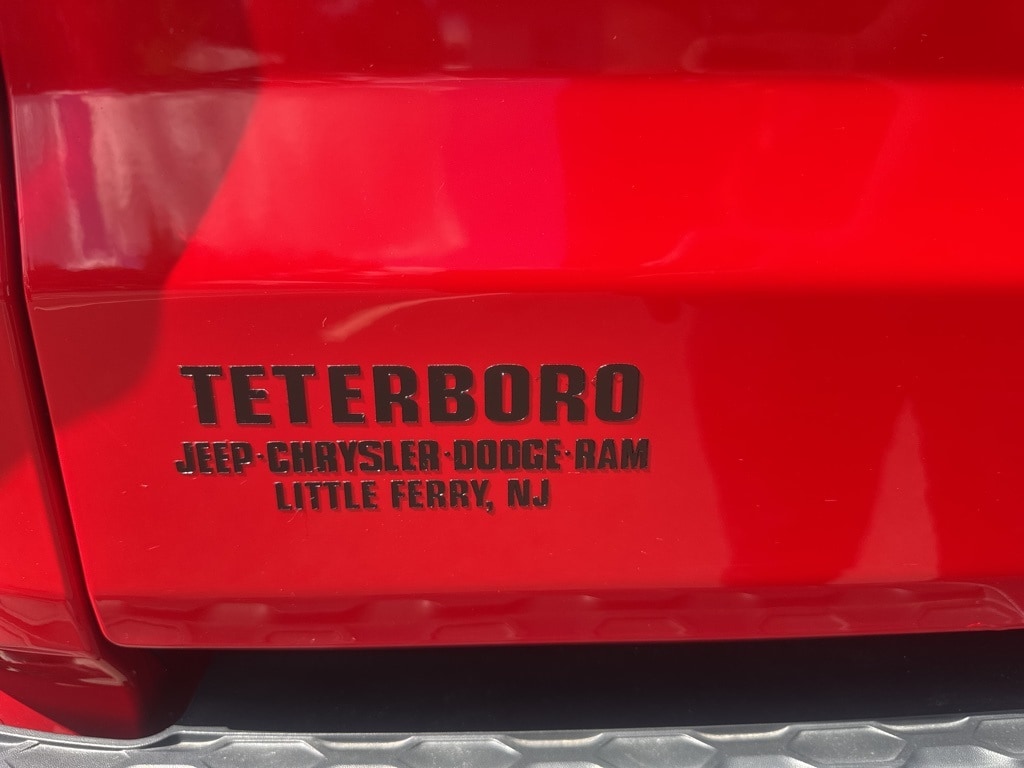 TETERBORO
JEEP·CHRYSLER·DODGE·RAM
LITTLE FERRY, NJ